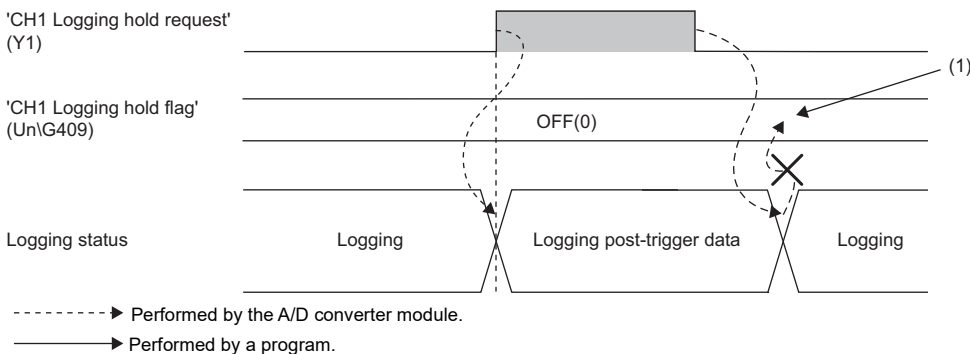 'CH1 Logging hold request'
(Y1)
(1)
'CH1 Logging hold flag'
(Un\G409)
OFF(0)
Logging status
Logging
Logging post-trigger data
Logging
Performed by the A/D converter module.
Performed by a program.